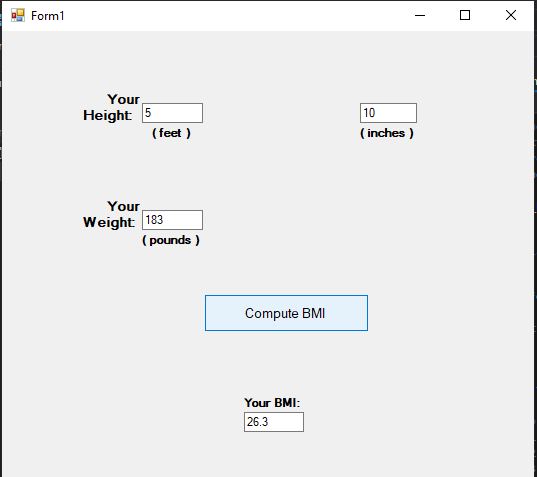 Form1
Your
Height:
5
10
( feet )
( inches )
Your
Weight:
183
( pounds )
Compute BMI
Your BMI:
26.3